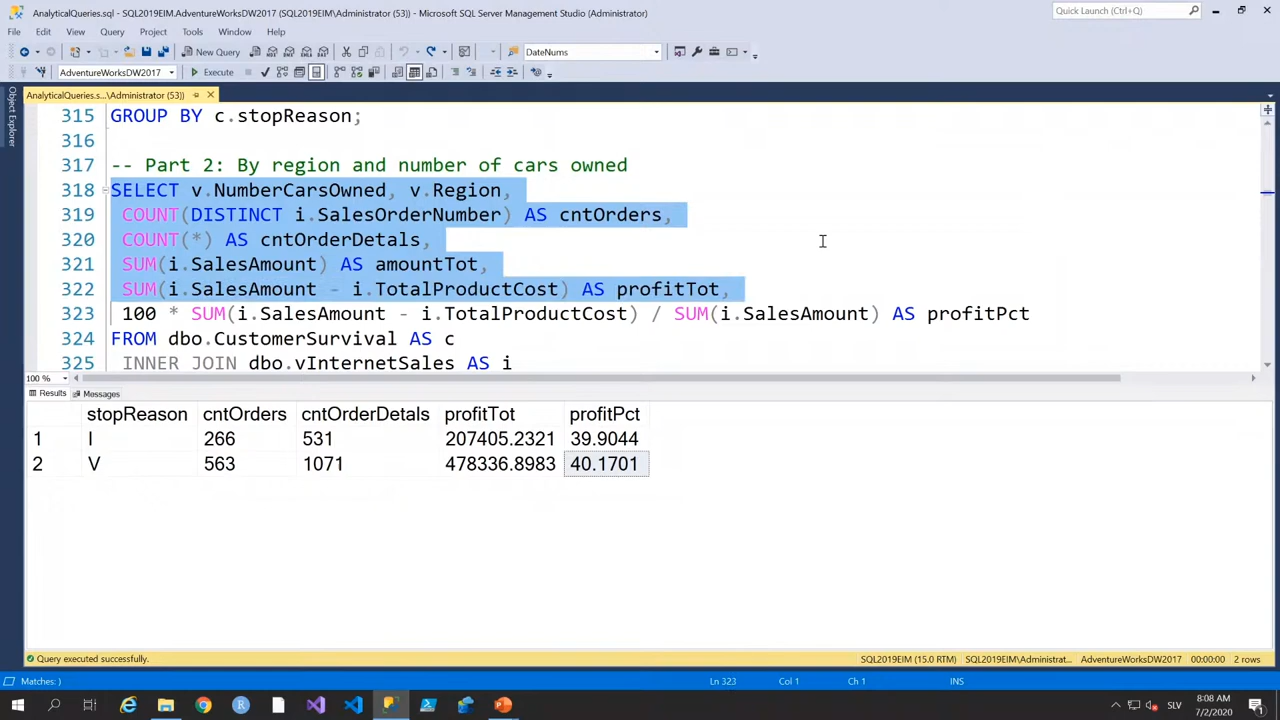 AnalyticalQueries.sql - SQL2019EIM.AdventureWorksDW2017 (SQL2019EIM\Administrator (53)) - Microsoft SQL Server Management Studio (Administrator)
Quick Launch (Ctrl+Q)
File Edit View Query Project Tools Window Help
New Query
DateNums
AdventureWorksDW2017
Execute
AnalyticalQueries.s...\Administrator (53))
Object Explorer
315 GROUP BY c.stopReason;
316
317 -- Part 2: By region and number of cars owned
318 SELECT v.NumberCarsOwned, v.Region,
319 COUNT(DISTINCT i.SalesOrderNumber) AS cntOrders,
320 COUNT(*) AS cntOrderDetals,
321 SUM(i.SalesAmount) AS amountTot,
322 SUM(i.SalesAmount - i.TotalProductCost) AS profitTot,
323 100 * SUM(i.SalesAmount - i.TotalProductCost) / SUM(i.SalesAmount) AS profitPct
324 FROM dbo.CustomerSurvival AS c
325 INNER JOIN dbo.vInternetSales AS i
100 %
Results Messages
stopReason cntOrders cntOrderDetals profitTot profitPct
1 I 266 531 207405.2321 39.9044
2 V 563 1071 478336.8983 40.1701
Query executed successfully. SQL2019EIM (15.0 RTM) SQL2019EIM\Administrat... AdventureWorksDW2017 00:00:00 2 rows
Matches: ) Ln 323 Col 1 Ch 1 INS
SLV
8:08 AM
7/2/2020
1